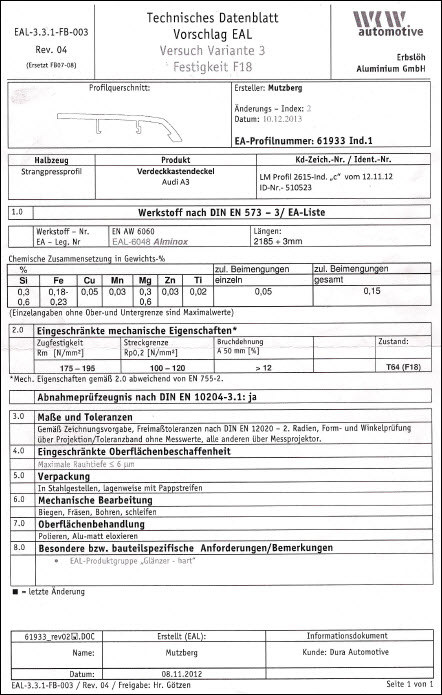 EAL-3.3.1-FB-003
Rev. 04
(Ersetzt FB07-08)
Technisches Datenblatt
Vorschlag EAL
Versuch Variante 3
Festigkeit F18
WKW
automotive
Erbslöh
Aluminium GmbH
Profilquerschnitt:
Ersteller: Mutzberg
Änderungs - Index: 2
Datum: 10.12.2013
EA-Profilnummer: 61933 Ind.1
Halbzeug Produkt Kd-Zeich.-Nr. / Ident.-Nr.
Strangpressprofil Verdeckkastendeckel LM Profil 2615-Ind. „c“ vom 12.11.12
Audi A3 ID-Nr.- 510523
1.0 Werkstoff nach DIN EN 573 – 3/ EA-Liste
Werkstoff – Nr. EN AW 6060 Längen:
EA – Leg. Nr EAL-6048 Alminox 2185 + 3mm
Chemische Zusammensetzung in Gewichts-%
% zul. Beimengungen zul. Beimengungen
Si Fe Cu Mn Mg Zn Ti einzeln gesamt
0,3 0,18- 0,05 0,03 0,3 0,03 0,02 0,05 0,15
0,6 0,23 0,6
(Einzelangaben ohne Ober-und Untergrenze sind Maximalwerte)
2.0 Eingeschränkte mechanische Eigenschaften*
Zugfestigkeit Streckgrenze Bruchdehnung Zustand:
Rm [N/mm²] Rp0,2 [N/mm²] A 50 mm [%]
175 – 195 100 – 120 > 12 T64 (F18)
*Mech. Eigenschaften gemäß 2.0 abweichend von EN 755-2.
Abnahmeprüfzeugnis nach DIN EN 10204-3.1: ja
3.0 Maße und Toleranzen
Gemäß Zeichnungsvorgabe, Freimaßtoleranzen nach DIN EN 12020 – 2. Radien, Form- und Winkelprüfung
über Projektion/Toleranzband ohne Messwerte, alle anderen über Messprojektor.
4.0 Eingeschränkte Oberflächenbeschaffenheit
Maximale Rauhtiefe ≤ 6 µm
5.0 Verpackung
In Stahlgestellen, lagenweise mit Pappstreifen
6.0 Mechanische Bearbeitung
Biegen, Fräsen, Bohren, schleifen
7.0 Oberflächenbehandlung
Polieren, Alu-matt eloxieren
8.0 Besondere bzw. bauteilspezifische Anforderungen/Bemerkungen
• EAL-Produktgruppe „Glänzer - hart“
■ = letzte Änderung
61933_rev02.DOC Erstellt (EAL): Informationsdokument
Name: Mutzberg Kunde: Dura Automotive
Datum: 08.11.2012
EAL-3.3.1-FB-003 / Rev. 04 / Freigabe: Hr. Götzen Seite 1 von 1